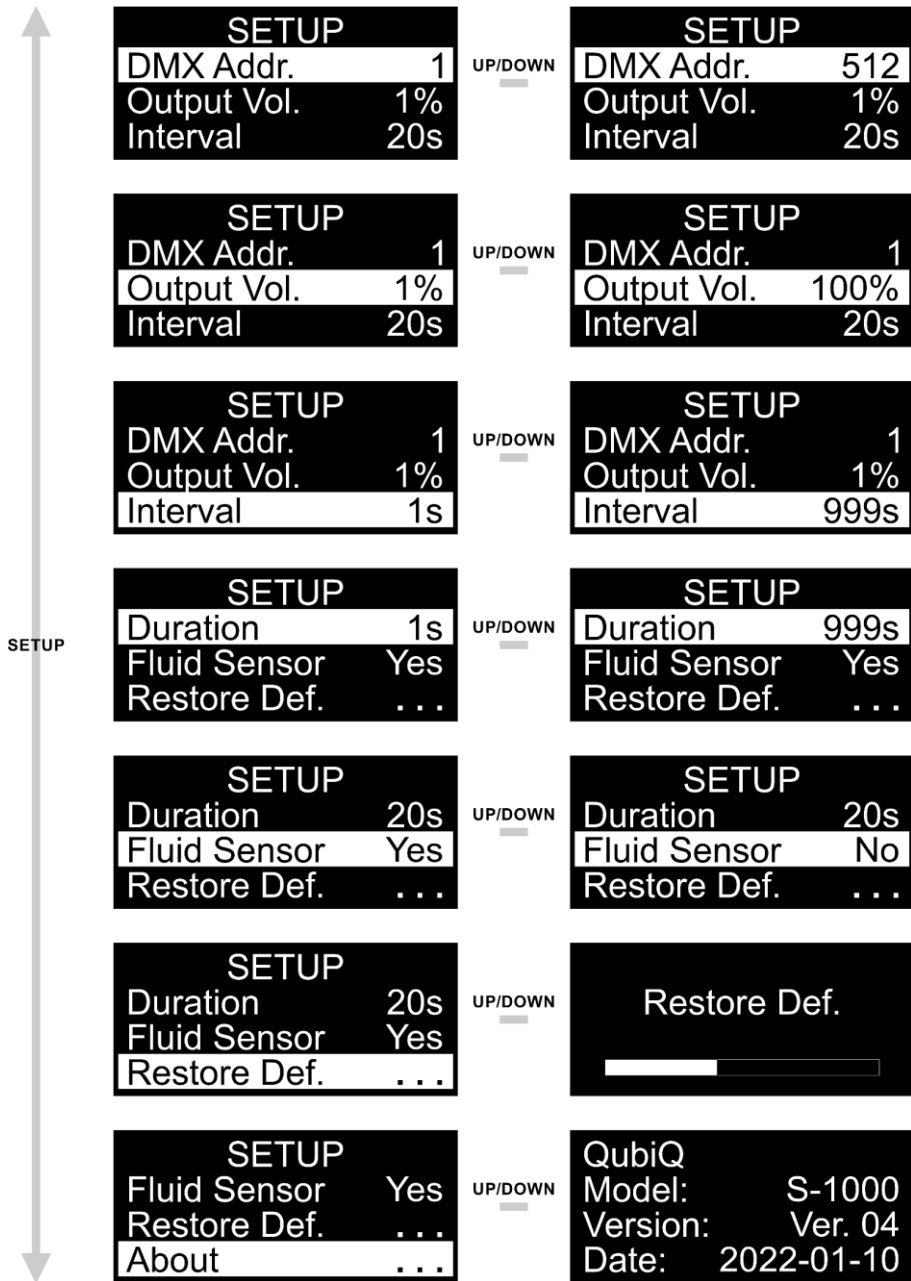 SETUP
DMX Addr. 1
Output Vol. 1%
Interval 20s
UP/DOWN
SETUP
DMX Addr. 512
Output Vol. 1%
Interval 20s
SETUP
DMX Addr. 1
Output Vol. 1%
Interval 20s
UP/DOWN
SETUP
DMX Addr. 1
Output Vol. 100%
Interval 20s
SETUP
DMX Addr. 1
Output Vol. 1%
Interval 1s
UP/DOWN
SETUP
DMX Addr. 1
Output Vol. 1%
Interval 999s
SETUP
SETUP
Duration 1s
Fluid Sensor Yes
Restore Def. ...
UP/DOWN
SETUP
Duration 999s
Fluid Sensor Yes
Restore Def. ...
SETUP
Duration 20s
Fluid Sensor Yes
Restore Def. ...
UP/DOWN
SETUP
Duration 20s
Fluid Sensor No
Restore Def. ...
SETUP
Duration 20s
Fluid Sensor Yes
Restore Def. ...
UP/DOWN
Restore Def.
SETUP
Fluid Sensor Yes
Restore Def. ...
About ...
UP/DOWN
QubiQ
Model: S-1000
Version: Ver. 04
Date: 2022-01-10